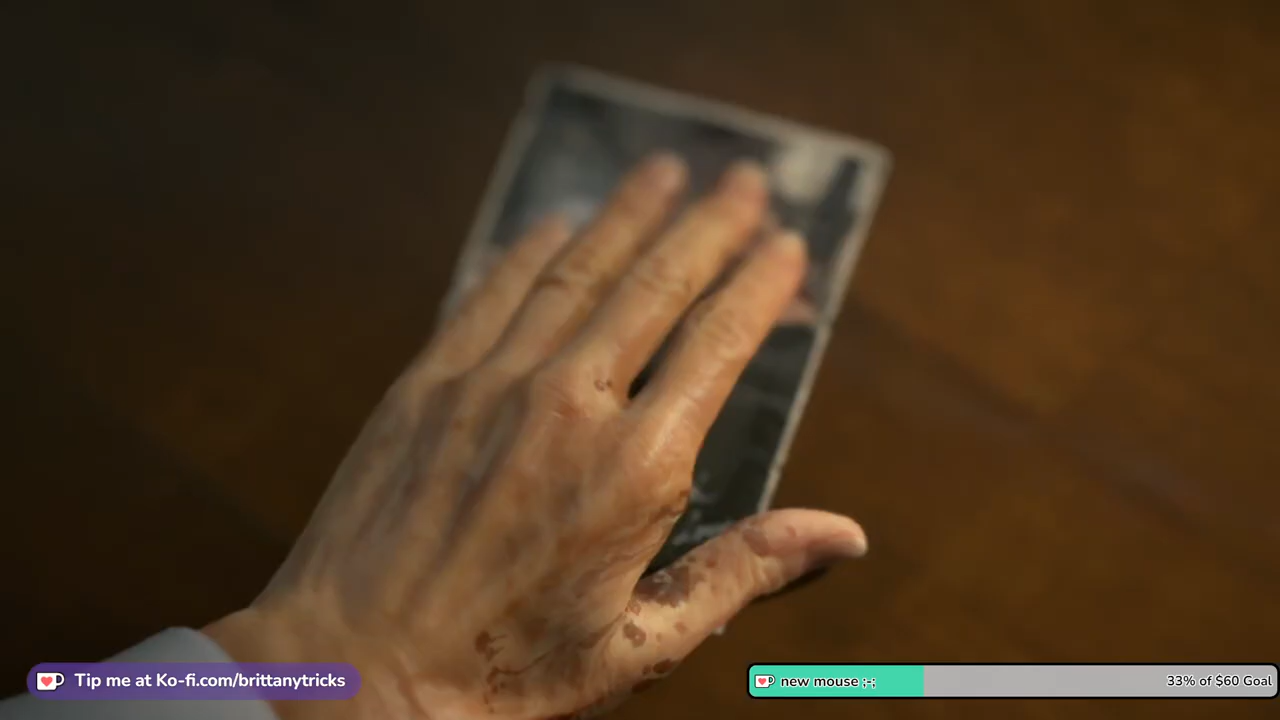 Tip me at Ko-fi.com/brittanytricks
new mouse ;-;
33% of $60 Goal